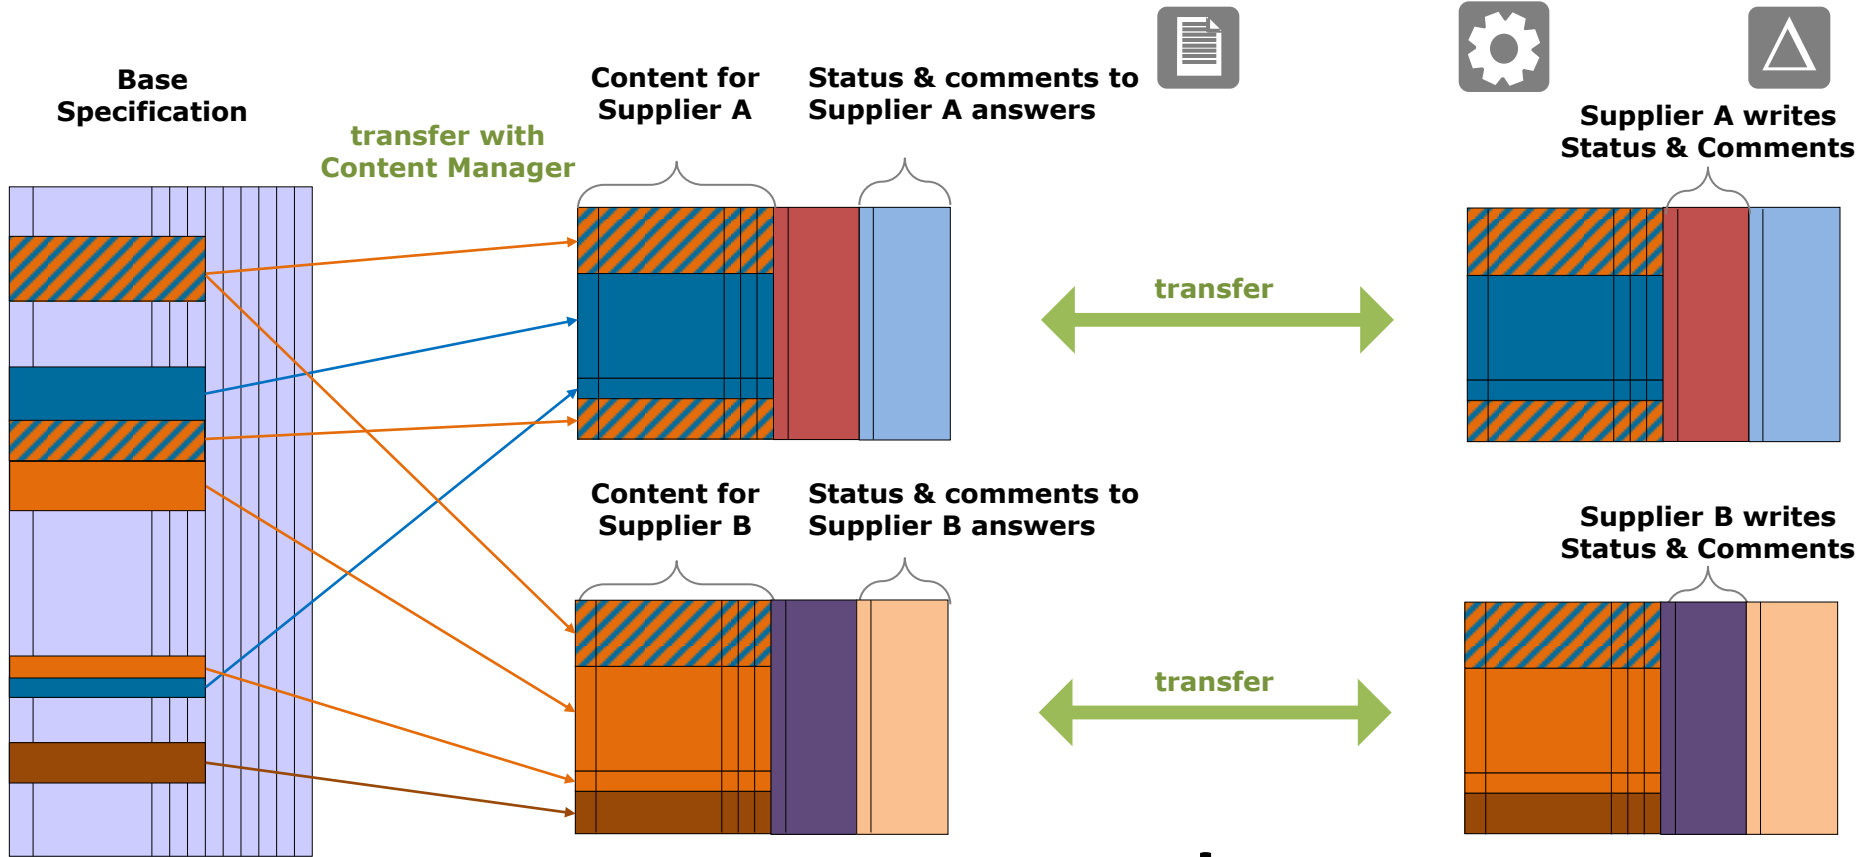 Base
Specification
transfer with
Content Manager
Content for
Supplier A
Status & comments to
Supplier A answers
Supplier A writes
Status & Comments
transfer
Content for
Supplier B
Status & comments to
Supplier B answers
Supplier B writes
Status & Comments
transfer